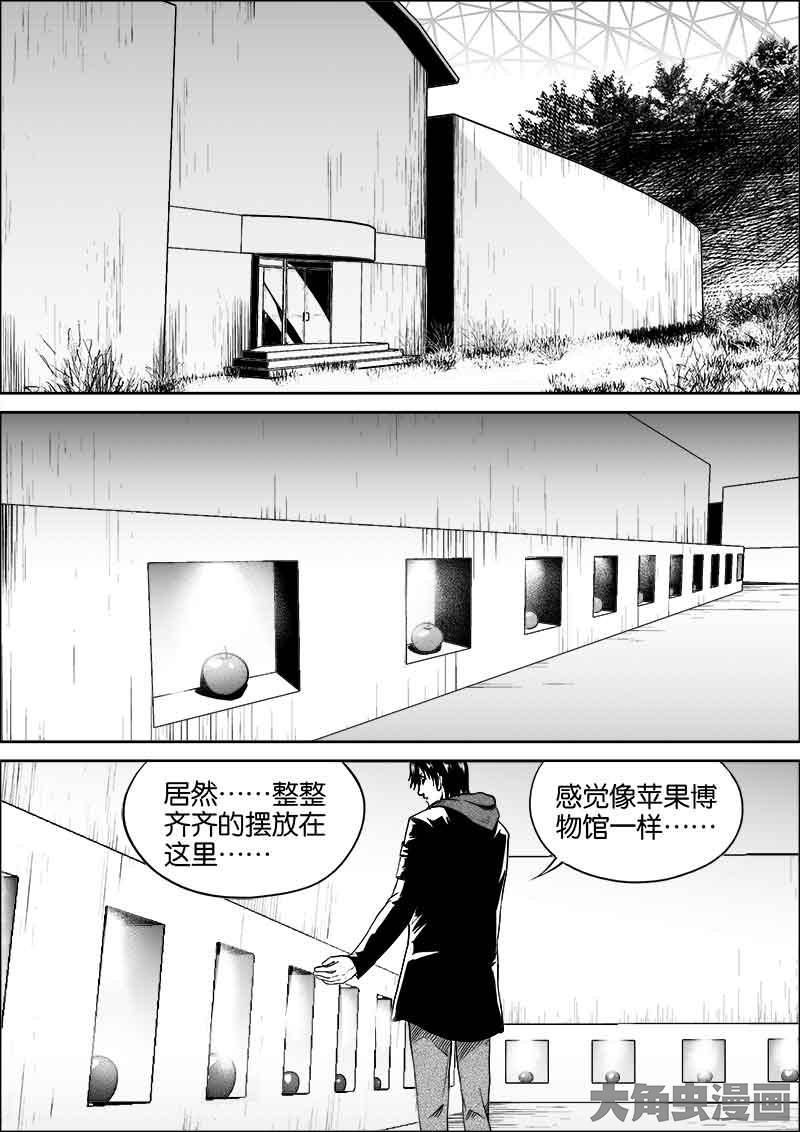 居然……整整
齐齐的摆放在
这里……
感觉像苹果博
物馆一样……
大角虫漫画